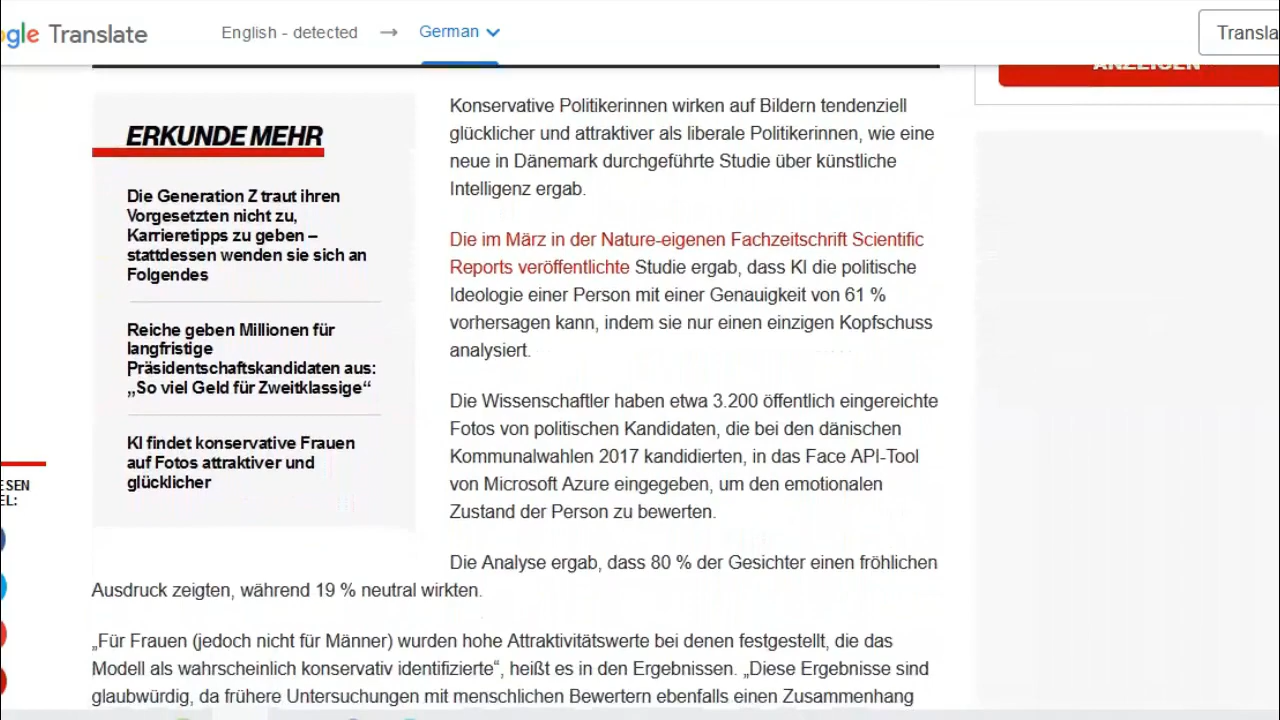 ogle Translate
English - detected → German
Transla
ANZEIGEN
ERKUNDE MEHR
Die Generation Z traut ihren
Vorgesetzten nicht zu,
Karrieretipps zu geben –
stattdessen wenden sie sich an
Folgendes
Reiche geben Millionen für
langfristige
Präsidentschaftskandidaten aus:
„So viel Geld für Zweitklassige“
KI findet konservative Frauen
auf Fotos attraktiver und
glücklicher
ESEN
EL:
Konservative Politikerinnen wirken auf Bildern tendenziell
glücklicher und attraktiver als liberale Politikerinnen, wie eine
neue in Dänemark durchgeführte Studie über künstliche
Intelligenz ergab.
Die im März in der Nature-eigenen Fachzeitschrift Scientific
Reports veröffentlichte Studie ergab, dass KI die politische
Ideologie einer Person mit einer Genauigkeit von 61 %
vorhersagen kann, indem sie nur einen einzigen Kopfschuss
analysiert.
Die Wissenschaftler haben etwa 3.200 öffentlich eingereichte
Fotos von politischen Kandidaten, die bei den dänischen
Kommunalwahlen 2017 kandidierten, in das Face API-Tool
von Microsoft Azure eingegeben, um den emotionalen
Zustand der Person zu bewerten.
Die Analyse ergab, dass 80 % der Gesichter einen fröhlichen
Ausdruck zeigten, während 19 % neutral wirkten.
„Für Frauen (jedoch nicht für Männer) wurden hohe Attraktivitätswerte bei denen festgestellt, die das
Modell als wahrscheinlich konservativ identifizierte“, heißt es in den Ergebnissen. „Diese Ergebnisse sind
glaubwürdig, da frühere Untersuchungen mit menschlichen Bewertern ebenfalls einen Zusammenhang